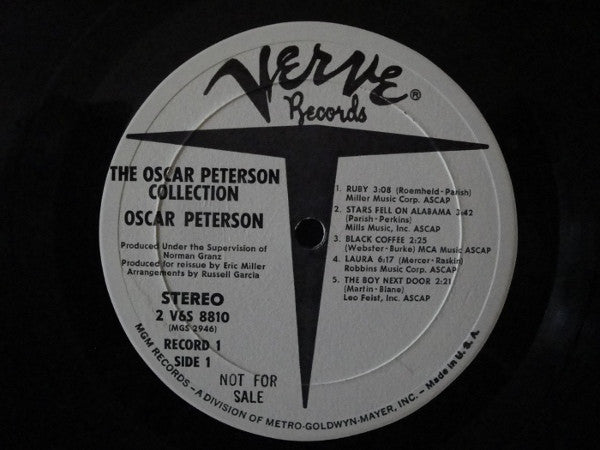 VERVE®
Records
THE OSCAR PETERSON
COLLECTION
OSCAR PETERSON
Produced Under the Supervision of
Norman Granz
Produced for reissue by Eric Miller
Arrangements by Russell Garcia
STEREO
2 V6S 8810
(MGS 2946)
RECORD 1
SIDE 1
NOT FOR
SALE
1. RUBY 3:08 (Roemheld-Parish)
Miller Music Corp. ASCAP
2. STARS FELL ON ALABAMA 3:42
(Parish-Perkins)
Mills Music, Inc. ASCAP
3. BLACK COFFEE 2:25
(Webster-Burke) MCA Music ASCAP
4. LAURA 6:17 (Mercer-Raskin)
Robbins Music Corp. ASCAP
5. THE BOY NEXT DOOR 2:21
(Martin-Blane)
Leo Feist, Inc. ASCAP
MGM RECORDS – A DIVISION OF METRO-GOLDWYN-MAYER, INC. – Made in U. S. A.